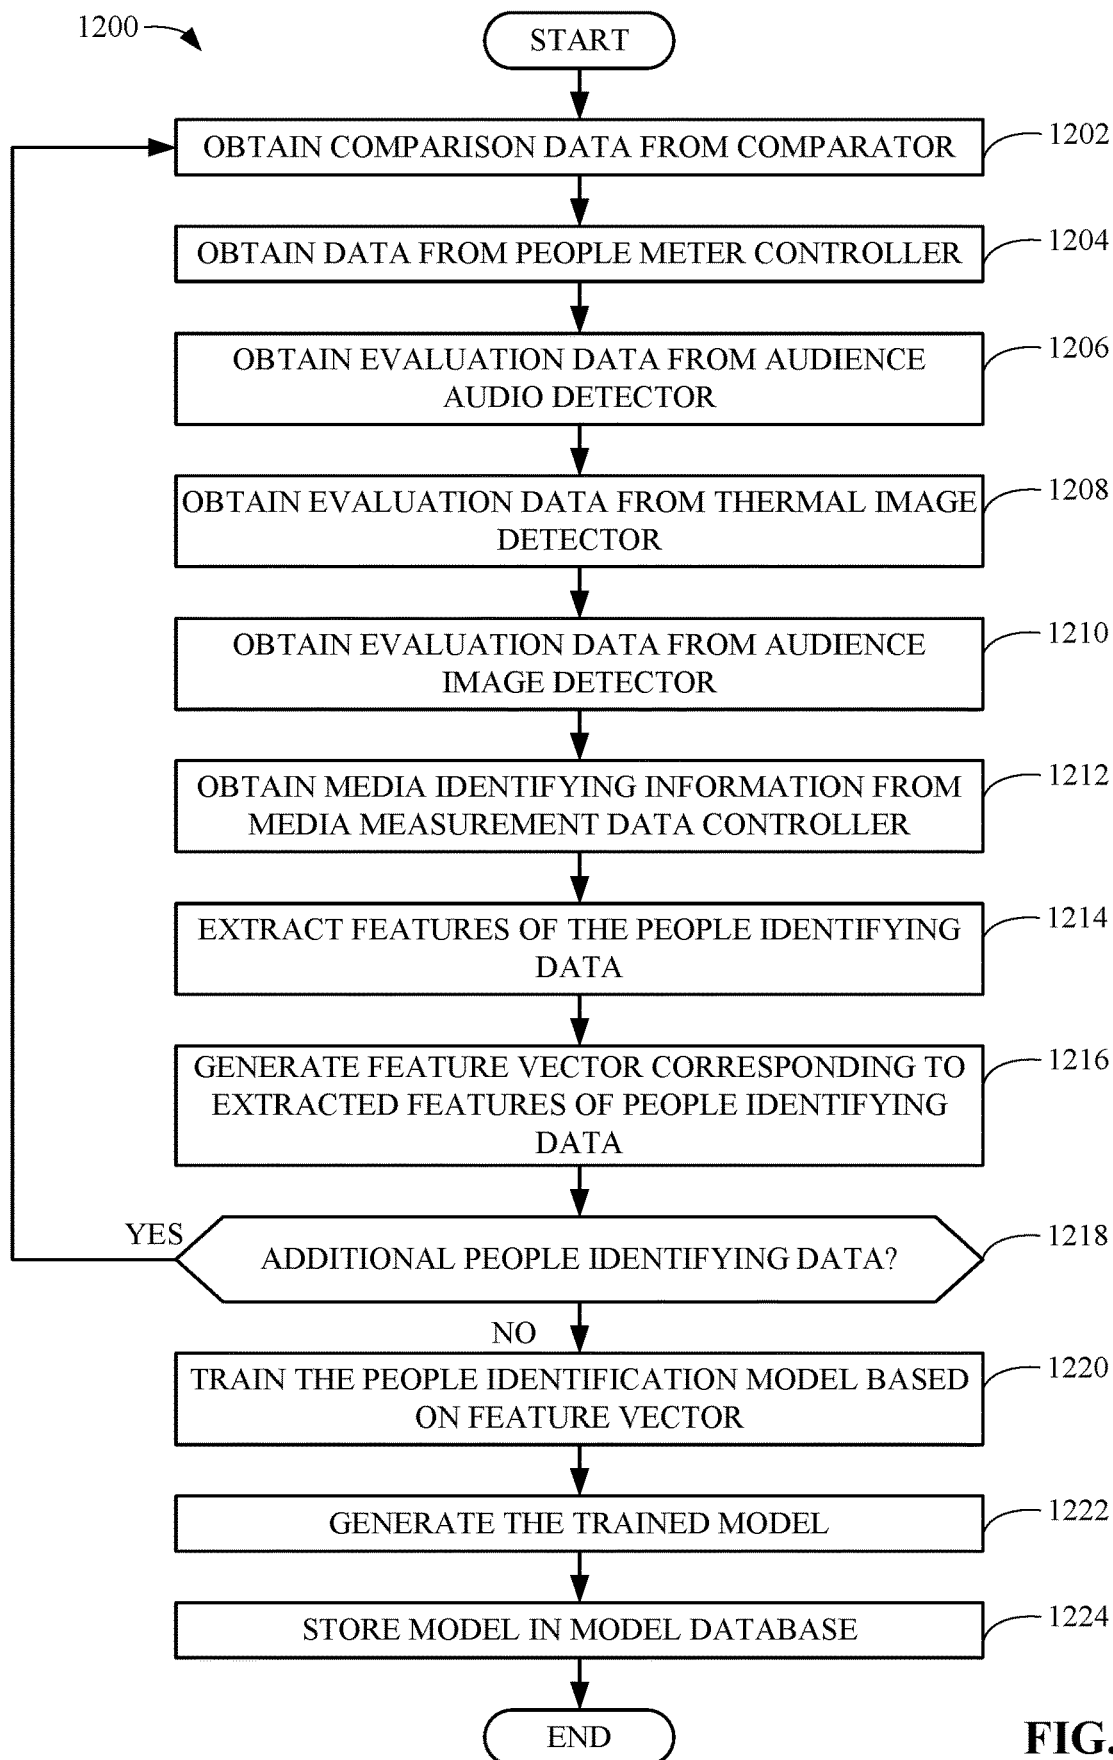 1200
START
OBTAIN COMPARISON DATA FROM COMPARATOR
1202
OBTAIN DATA FROM PEOPLE METER CONTROLLER
1204
OBTAIN EVALUATION DATA FROM AUDIENCE
AUDIO DETECTOR
1206
OBTAIN EVALUATION DATA FROM THERMAL IMAGE
DETECTOR
1208
OBTAIN EVALUATION DATA FROM AUDIENCE
IMAGE DETECTOR
1210
OBTAIN MEDIA IDENTIFYING INFORMATION FROM
MEDIA MEASUREMENT DATA CONTROLLER
1212
EXTRACT FEATURES OF THE PEOPLE IDENTIFYING
DATA
1214
GENERATE FEATURE VECTOR CORRESPONDING TO
EXTRACTED FEATURES OF PEOPLE IDENTIFYING
DATA
1216
YES
ADDITIONAL PEOPLE IDENTIFYING DATA?
1218
NO
TRAIN THE PEOPLE IDENTIFICATION MODEL BASED
ON FEATURE VECTOR
1220
GENERATE THE TRAINED MODEL
1222
STORE MODEL IN MODEL DATABASE
1224
END
FIG.